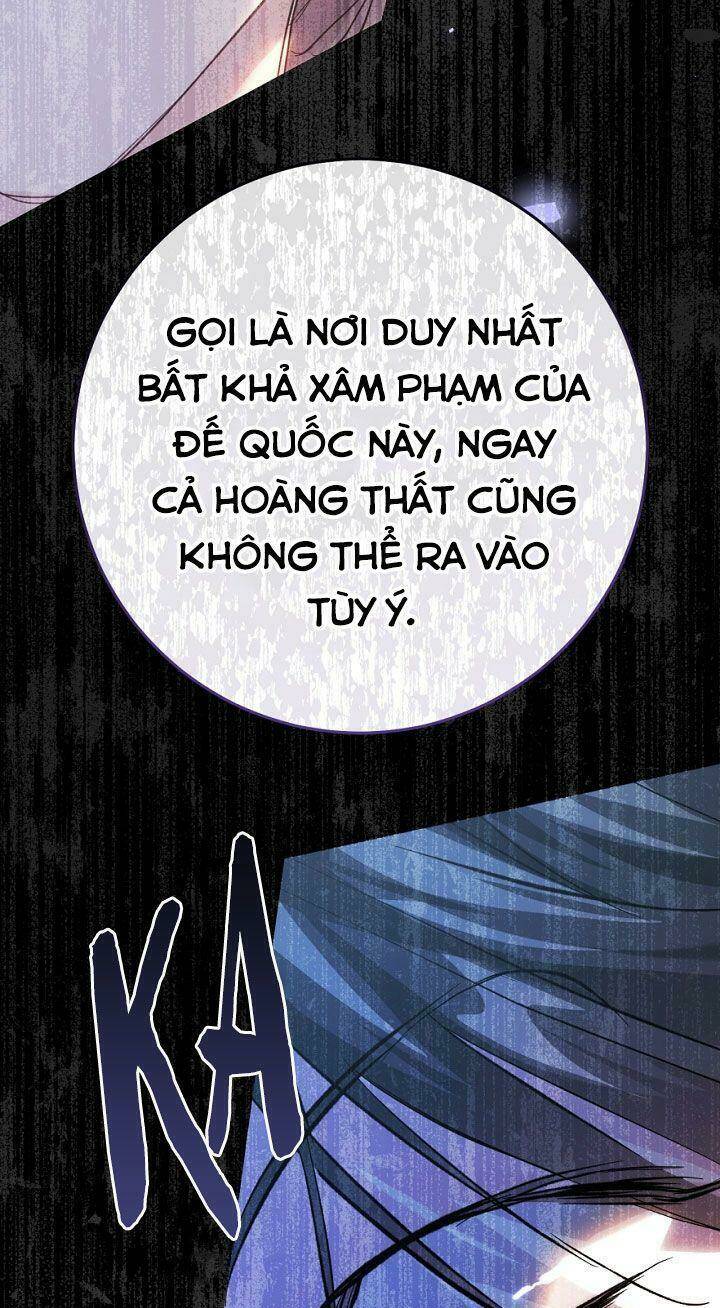 GỌI LÀ NƠI DUY NHẤT
BẤT KHẢ XÂM PHẠM CỦA
ĐẾ QUỐC NÀY, NGAY
CẢ HOÀNG THẤT CŨNG
KHÔNG THỂ RA VÀO
TÙY Ý.
KA